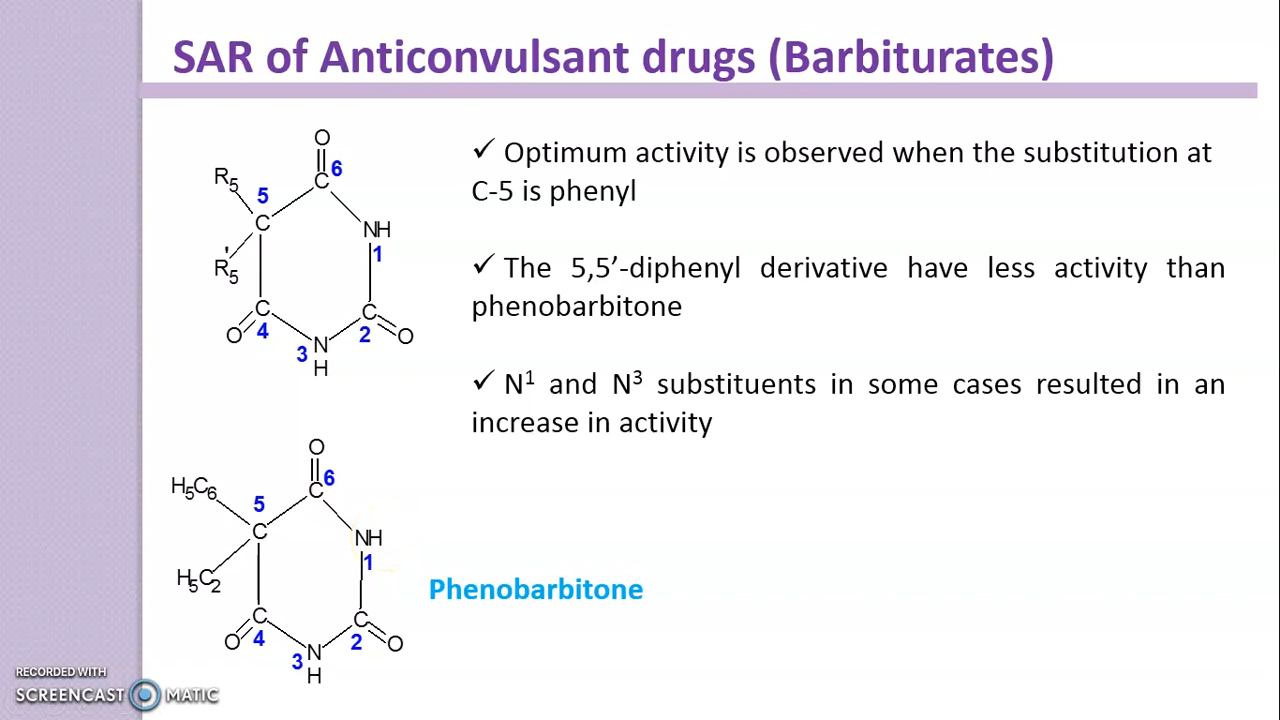 SAR of Anticonvulsant drugs (Barbiturates)
O
6
R5
5
C
C
NH
1
R'5
C
4
O
C
2
O
3
N
H
✓ Optimum activity is observed when the substitution at
C-5 is phenyl
✓ The 5,5’-diphenyl derivative have less activity than
phenobarbitone
✓ N1 and N3 substituents in some cases resulted in an
increase in activity
O
6
H5C6
5
C
C
NH
1
H5C2
C
4
O
C
2
O
3
N
H
Phenobarbitone
RECORDED WITH
SCREENCAST MATIC